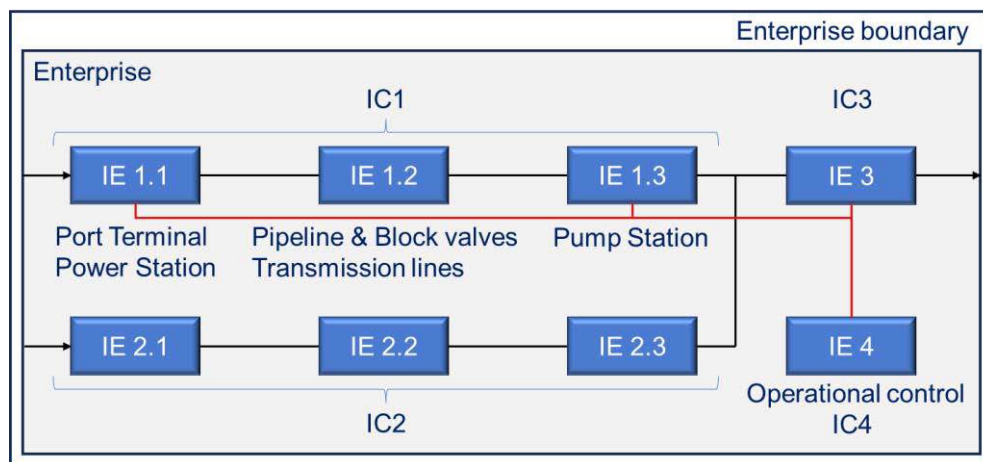 Enterprise boundary
Enterprise
IC1
IC3
IE 1.1
IE 1.2
IE 1.3
IE 3
Port Terminal
Power Station
Pipeline & Block valves
Transmission lines
Pump Station
IE 2.1
IE 2.2
IE 2.3
IE 4
Operational control
IC4
IC2